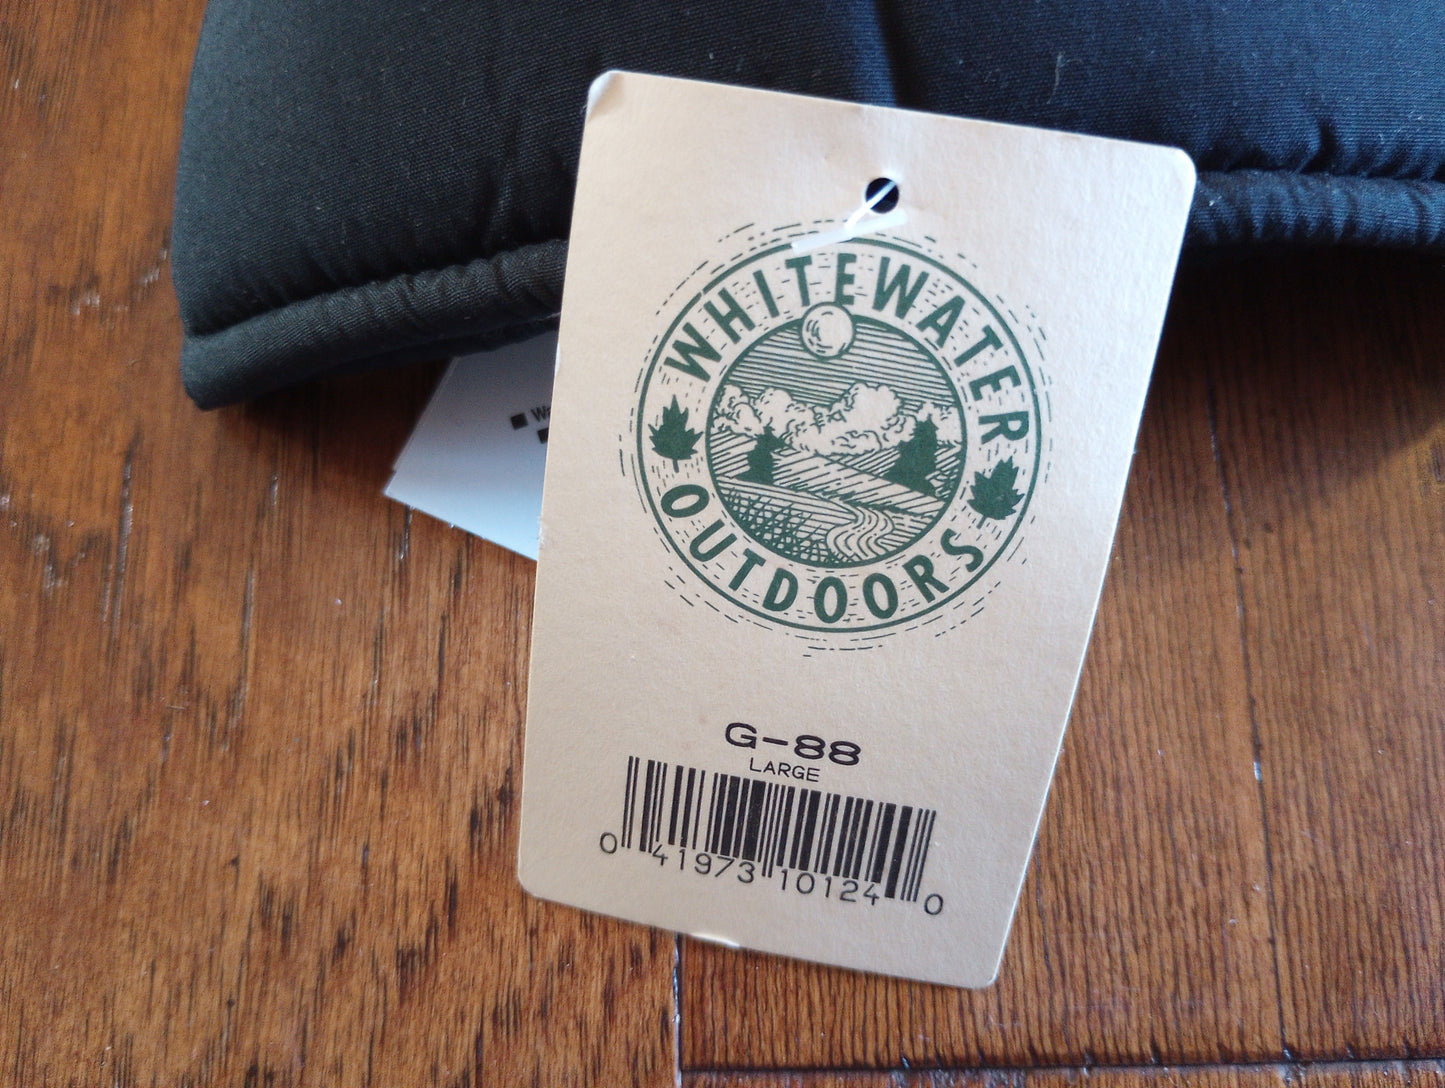 WHITEWATER
OUTDOORS
G-88
LARGE
0 41973 10124 0